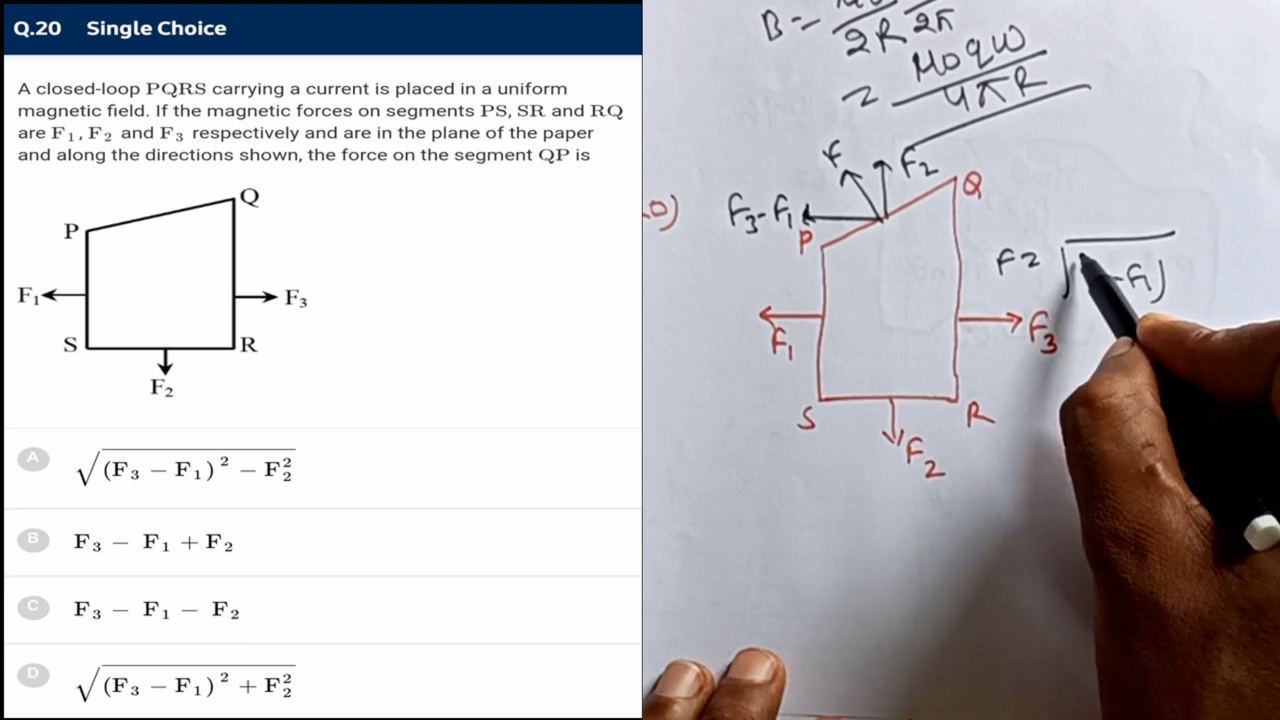 Q.20 Single Choice
A closed-loop PQRS carrying a current is placed in a uniform
magnetic field. If the magnetic forces on segments PS, SR and RQ
are F₁, F₂ and F₃ respectively and are in the plane of the paper
and along the directions shown, the force on the segment QP is
Q
P
F₁
F₃
S
R
F₂
A √((F₃ − F₁)² − F₂²)
B F₃ − F₁ + F₂
C F₃ − F₁ − F₂
D √((F₃ − F₁)² + F₂²)
B =
2R 2π
= μ₀qω
4πR
F
F₂
Q
F₃-F₁
P
F =
-F₁)
F₁
F₃
S
R
F₂